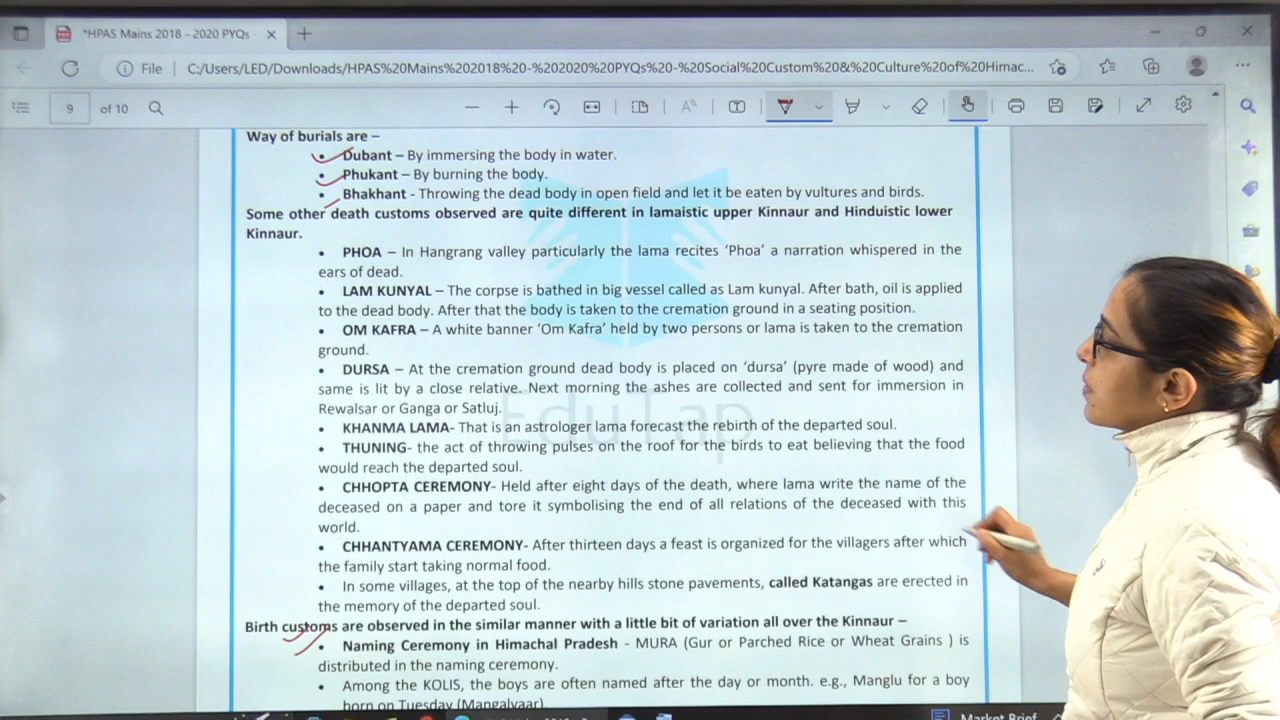 *HPAS Mains 2018 - 2020 PYQs
File
C:/Users/LED/Downloads/HPAS%20Mains%202018%20-%202020%20PYQs%20-%20Social%20Custom%20&%20Culture%20of%20Himac...
9 of 10
Way of burials are –
• Dubant – By immersing the body in water.
• Phukant – By burning the body.
• Bhakhant - Throwing the dead body in open field and let it be eaten by vultures and birds.
Some other death customs observed are quite different in lamaistic upper Kinnaur and Hinduistic lower
Kinnaur.
• PHOA – In Hangrang valley particularly the lama recites ‘Phoa’ a narration whispered in the
ears of dead.
• LAM KUNYAL – The corpse is bathed in big vessel called as Lam kunyal. After bath, oil is applied
to the dead body. After that the body is taken to the cremation ground in a seating position.
• OM KAFRA – A white banner ‘Om Kafra’ held by two persons or lama is taken to the cremation
ground.
• DURSA – At the cremation ground dead body is placed on ‘dursa’ (pyre made of wood) and
same is lit by a close relative. Next morning the ashes are collected and sent for immersion in
Rewalsar or Ganga or Satluj.
EduTap
• KHANMA LAMA- That is an astrologer lama forecast the rebirth of the departed soul.
• THUNING- the act of throwing pulses on the roof for the birds to eat believing that the food
would reach the departed soul.
• CHHOPTA CEREMONY- Held after eight days of the death, where lama write the name of the
deceased on a paper and tore it symbolising the end of all relations of the deceased with this
world.
• CHHANTYAMA CEREMONY- After thirteen days a feast is organized for the villagers after which
the family start taking normal food.
• In some villages, at the top of the nearby hills stone pavements, called Katangas are erected in
the memory of the departed soul.
Birth customs are observed in the similar manner with a little bit of variation all over the Kinnaur –
• Naming Ceremony in Himachal Pradesh - MURA (Gur or Parched Rice or Wheat Grains ) is
distributed in the naming ceremony.
• Among the KOLIS, the boys are often named after the day or month. e.g., Manglu for a boy
born on Tuesday (Mangalvaar).
Market Brief